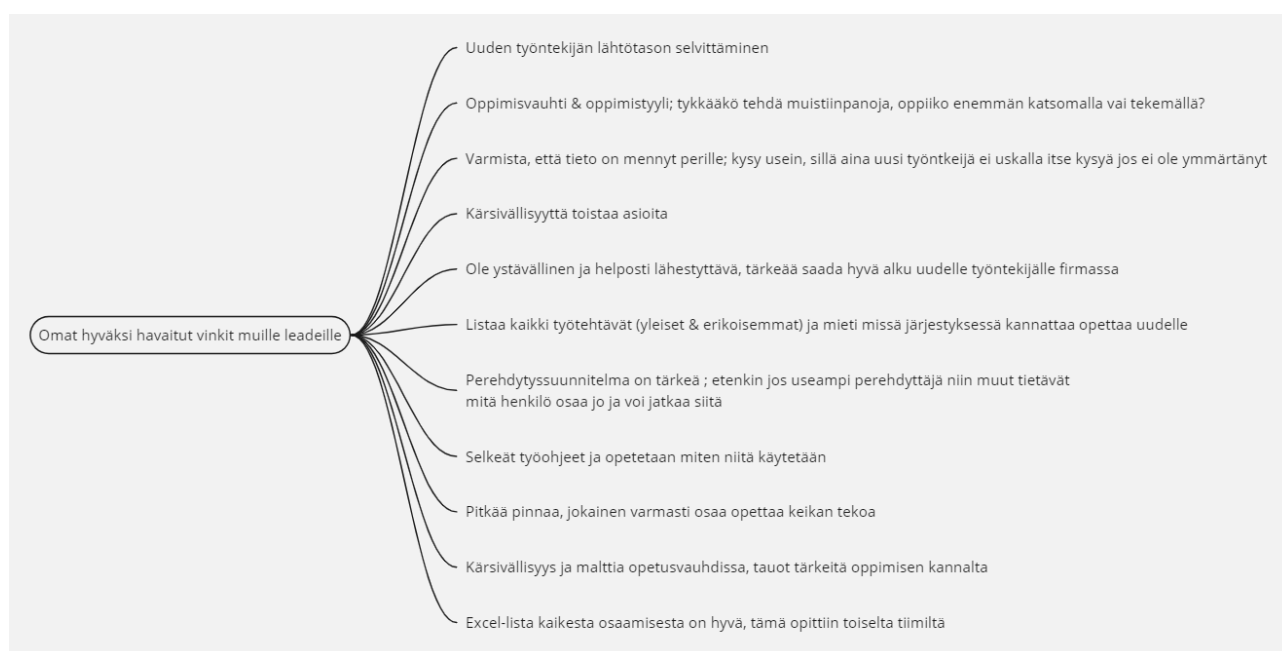 Uuden työntekijän lähtötason selvittäminen
Oppimisvauhti & oppimistyyli; tykkääkö tehdä muistiinpanoja, oppiiko enemmän katsomalla vai tekemällä?
Varmista, että tieto on mennyt perille; kysy usein, sillä aina uusi työntkeijä ei uskalla itse kysyä jos ei ole ymmärtänyt
Kärsivällisyyttä toistaa asioita
Ole ystävällinen ja helposti lähestyttävä, tärkeää saada hyvä alku uudelle työntekijälle firmassa
Omat hyväksi havaitut vinkit muille leadeille
Listaa kaikki työtehtävät (yleiset & erikoisemmat) ja mieti missä järjestyksessä kannattaa opettaa uudelle
Perehdytyssuunnitelma on tärkeä ; etenkin jos useampi perehdyttäjä niin muut tietävät
mitä henkilö osaa jo ja voi jatkaa siitä
Selkeät työohjeet ja opetetaan miten niitä käytetään
Pitkää pinnaa, jokainen varmasti osaa opettaa keikan tekoa
Kärsivällisyys ja malttia opetusvauhdissa, tauot tärkeitä oppimisen kannalta
Excel-lista kaikesta osaamisesta on hyvä, tämä opittiin toiselta tiimiltä